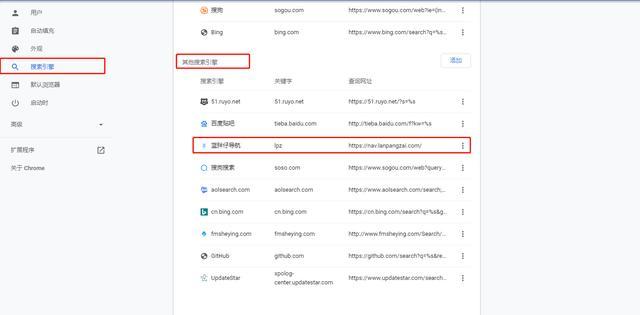 用户
自动填充
外观
搜索引擎
默认浏览器
启动时
高级
扩展程序
关于 Chrome
搜狗 sogou.com https://www.sogou.com/web?ie={in...
Bing bing.com https://www.bing.com/search?q=%s...
其他搜索引擎 添加
搜索引擎 关键字 查询网址
51.ruyo.net 51.ruyo.net https://51.ruyo.net/?s=%s
百度贴吧 tieba.baidu.com http://tieba.baidu.com/f?kw=%s
蓝胖仔导航 lpz https://nav.lanpangzai.com/
搜狗搜索 soso.com https://www.sogou.com/web?query...
aolsearch.com aolsearch.com https://www.aolsearch.com/search...
cn.bing.com cn.bing.com https://cn.bing.com/search?q=%s&g...
fmsheying.com fmsheying.com http://www.fmsheying.com/Search/...
GitHub github.com https://github.com/search?q=%s&re...
UpdateStar xpolog-center.updatestar.com https://www.updatestar.com/search...